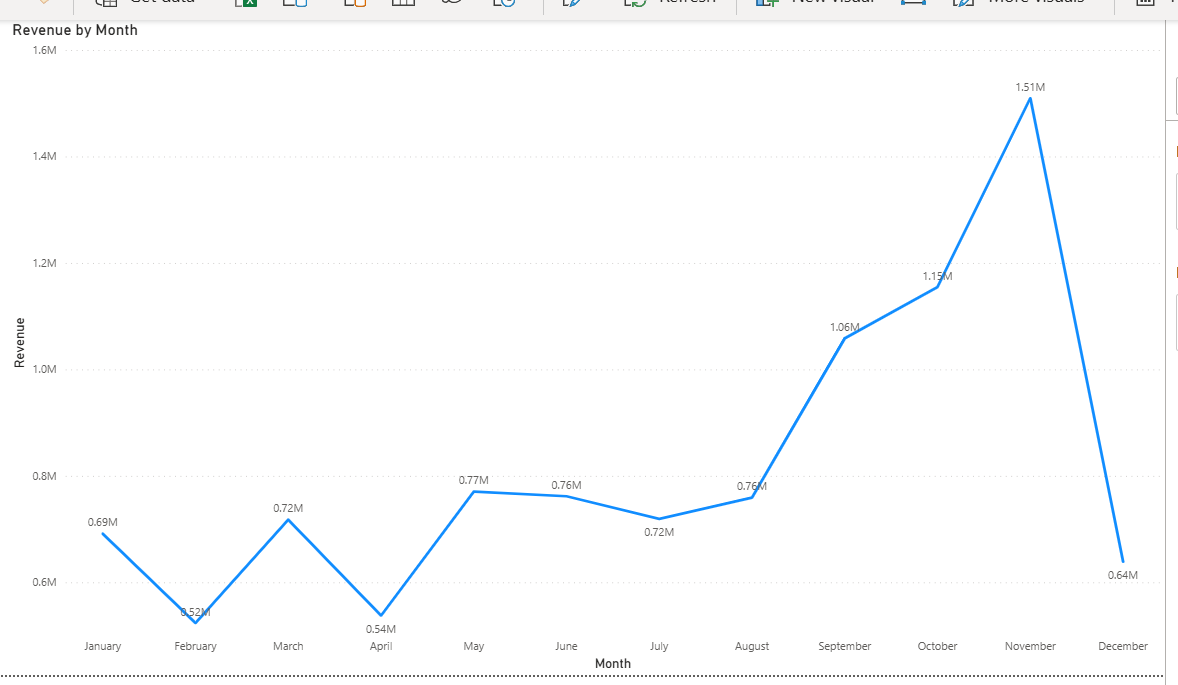 Get data
Refresh
New visual
More visuals
Revenue by Month
1.6M
1.51M
1.4M
1.2M
1.15M
1.06M
Revenue
1.0M
0.8M
0.77M
0.76M
0.76M
0.69M
0.72M
0.72M
0.6M
0.64M
0.52M
0.54M
January February March April May June July August September October November December
Month